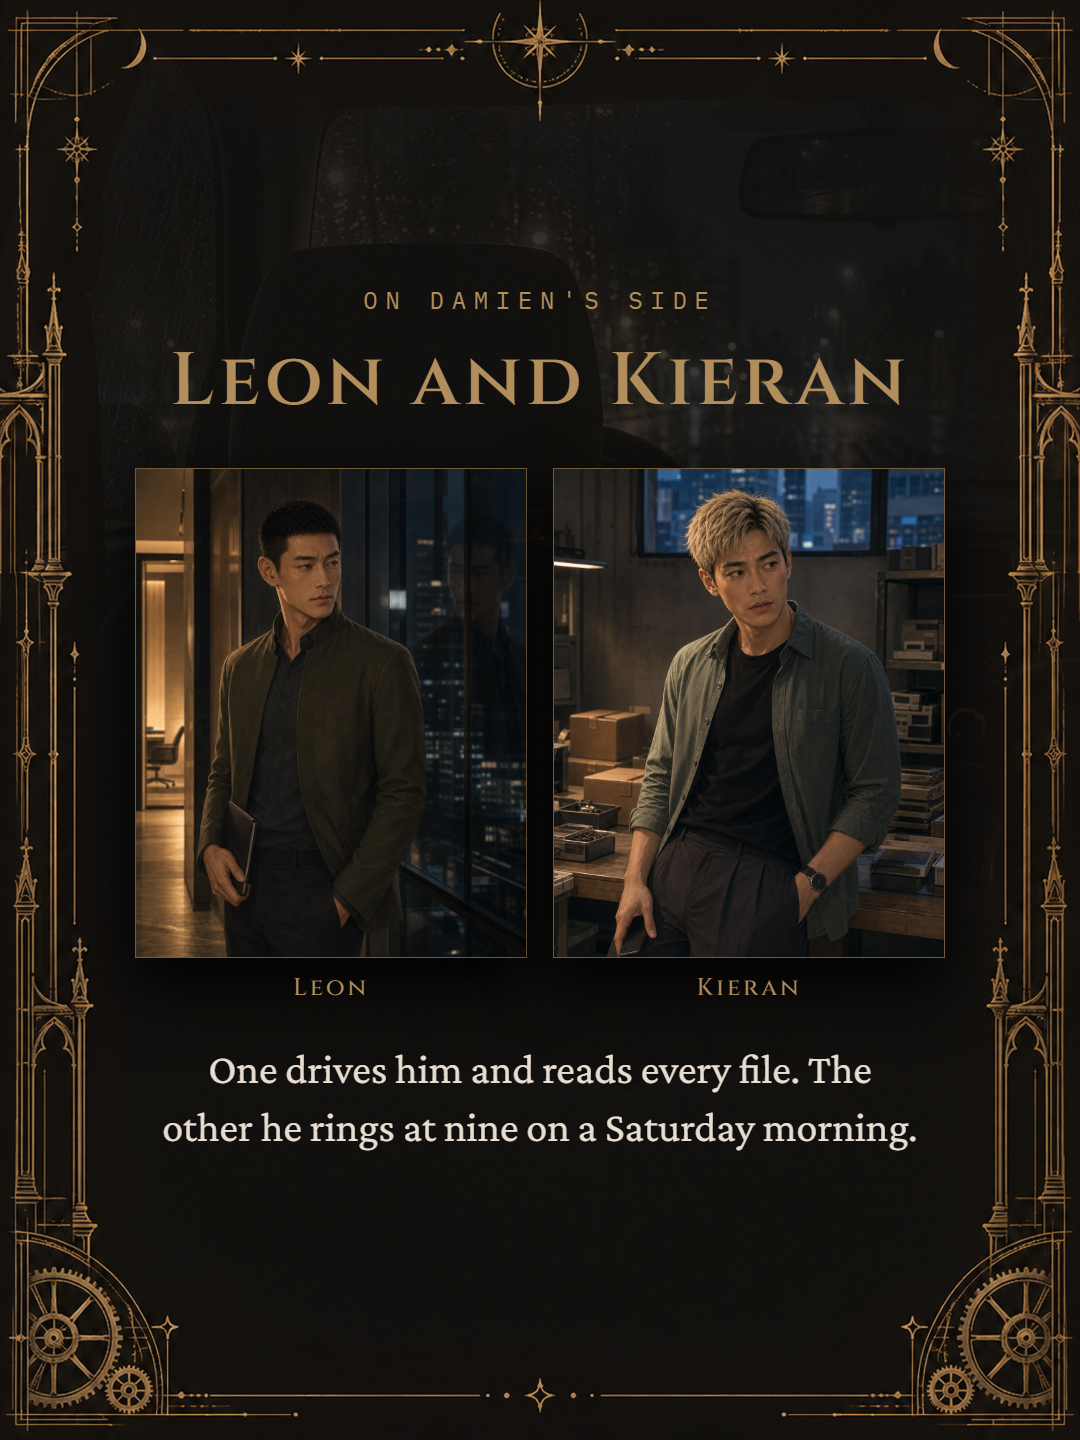 ON DAMIEN'S SIDE
LEON AND KIERAN
LEON
KIERAN
One drives him and reads every file. The
other he rings at nine on a Saturday morning.